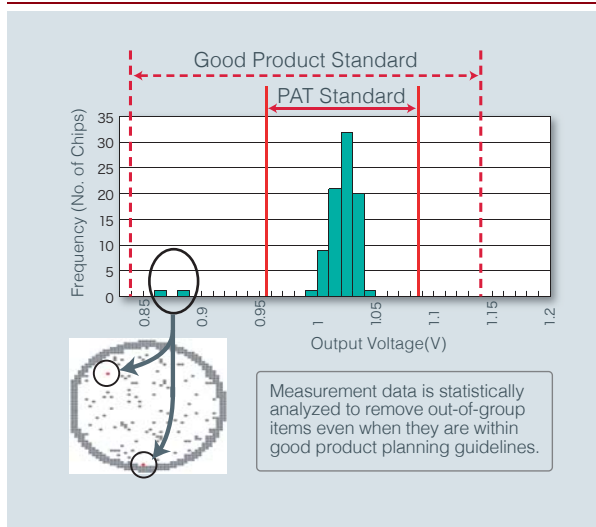 Good Product Standard
PAT Standard
Frequency (No. of Chips)
35
30
25
20
15
10
5
0
0.85
0.9
0.95
1
1.05
1.1
1.15
1.2
Output Voltage(V)
Measurement data is statistically
analyzed to remove out-of-group
items even when they are within
good product planning guidelines.